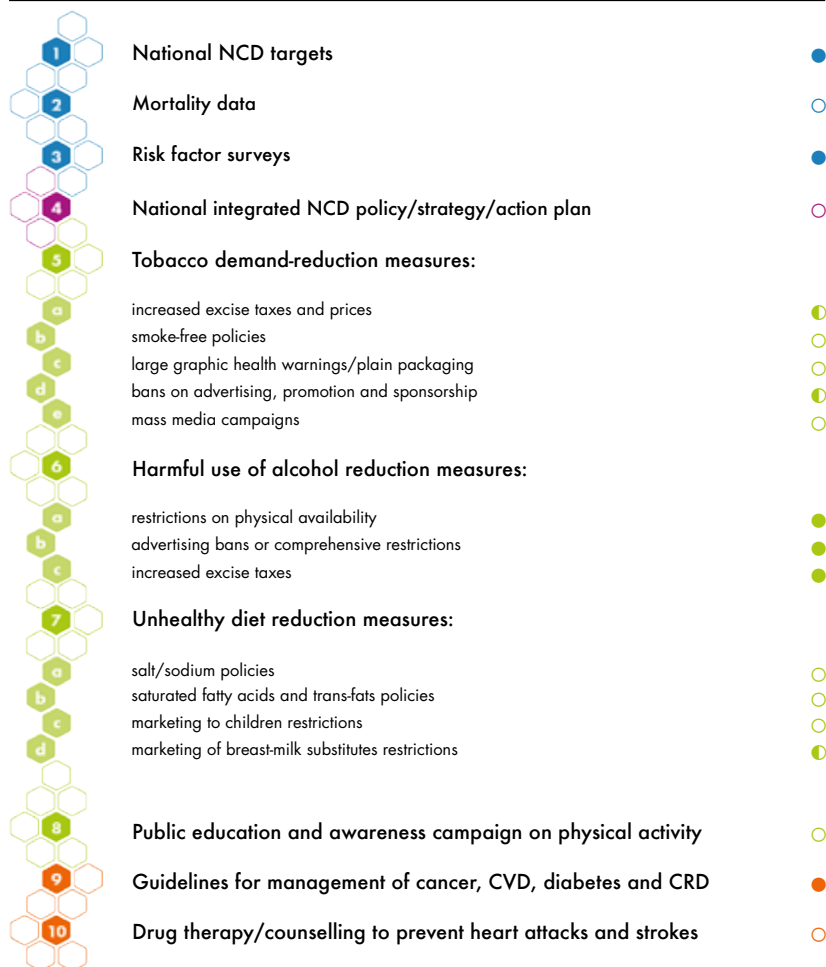 1 National NCD targets
2 Mortality data
3 Risk factor surveys
4 National integrated NCD policy/strategy/action plan
5 Tobacco demand-reduction measures:
a increased excise taxes and prices
b smoke-free policies
c large graphic health warnings/plain packaging
d bans on advertising, promotion and sponsorship
e mass media campaigns
6 Harmful use of alcohol reduction measures:
a restrictions on physical availability
b advertising bans or comprehensive restrictions
c increased excise taxes
7 Unhealthy diet reduction measures:
a salt/sodium policies
b saturated fatty acids and trans-fats policies
c marketing to children restrictions
d marketing of breast-milk substitutes restrictions
8 Public education and awareness campaign on physical activity
9 Guidelines for management of cancer, CVD, diabetes and CRD
10 Drug therapy/counselling to prevent heart attacks and strokes